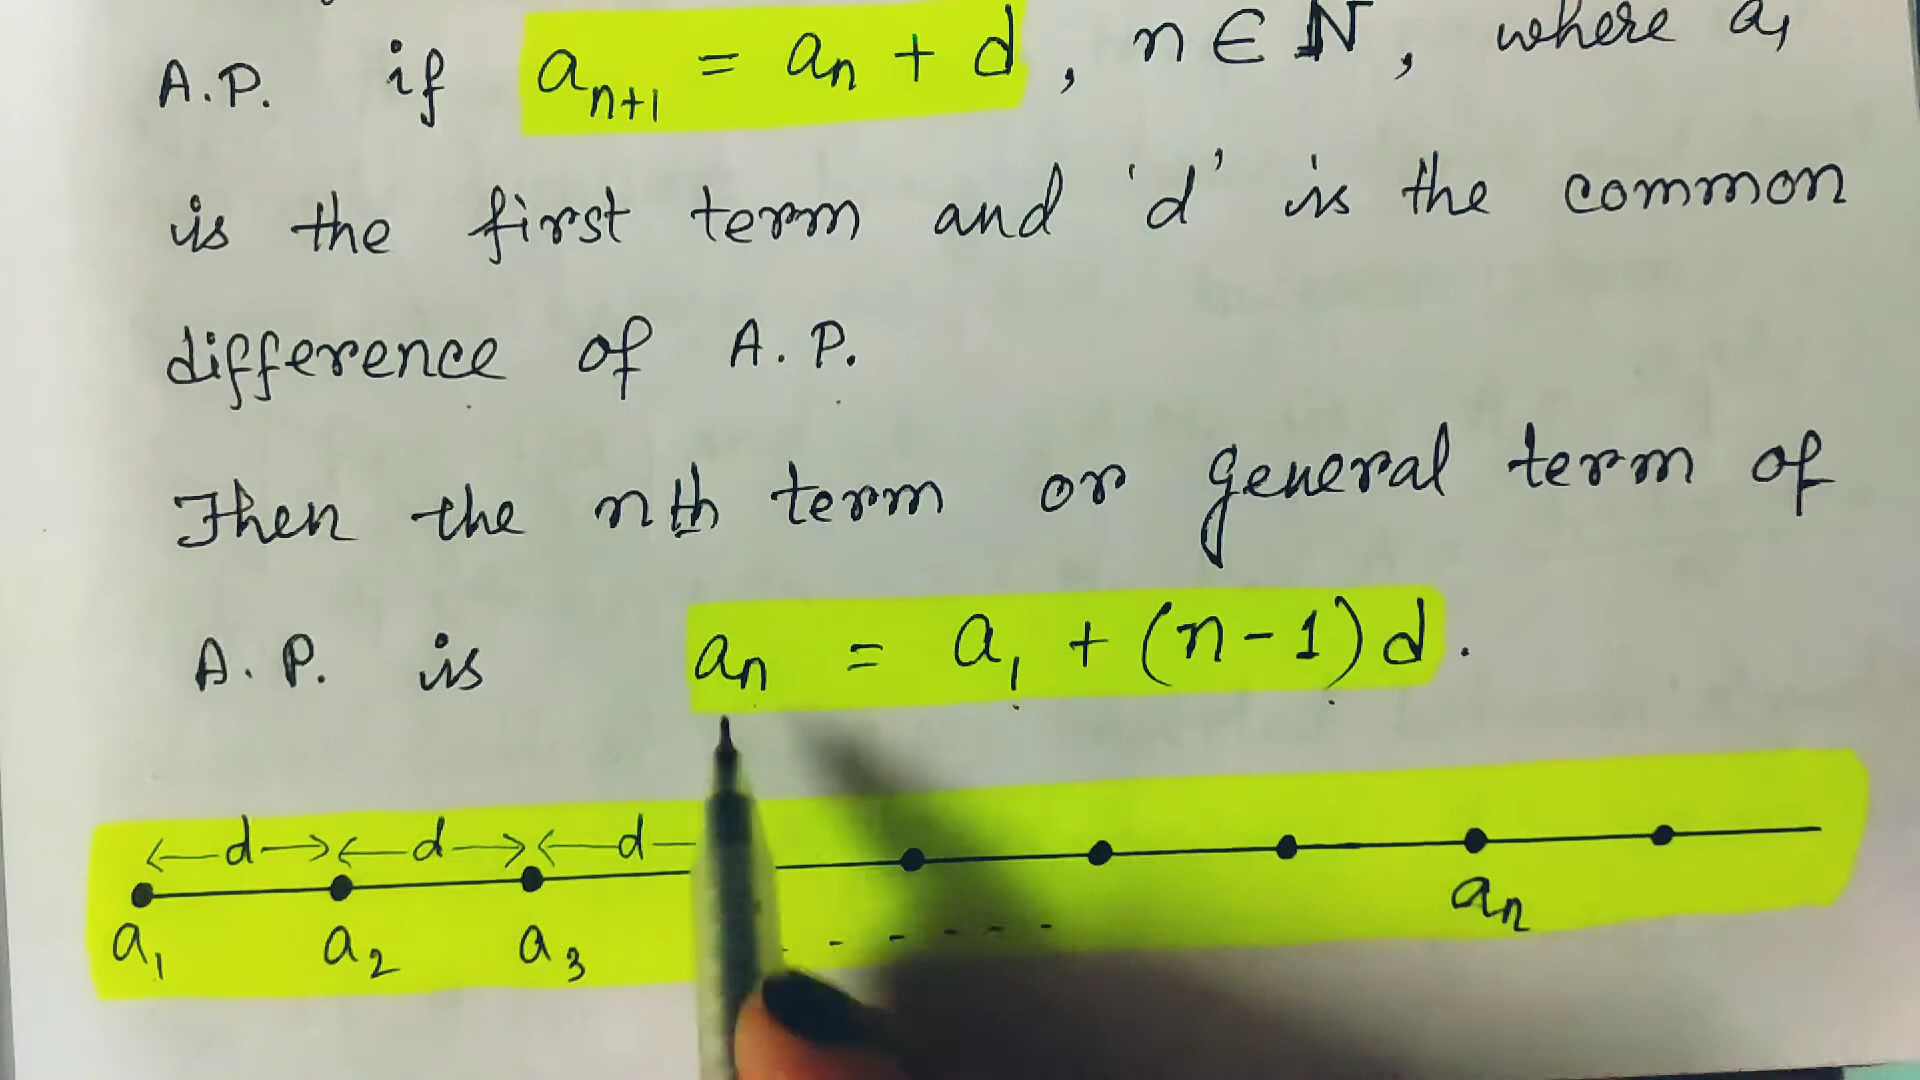 A.P. if aₙ₊₁ = aₙ + d, n ∈ ℕ, where a₁
is the first term and 'd' is the common
difference of A.P.
Then the nth term or general term of
A.P. is aₙ = a₁ + (n-1)d.
←d→←d→←d-
a₁ a₂ a₃ ------ aₙ